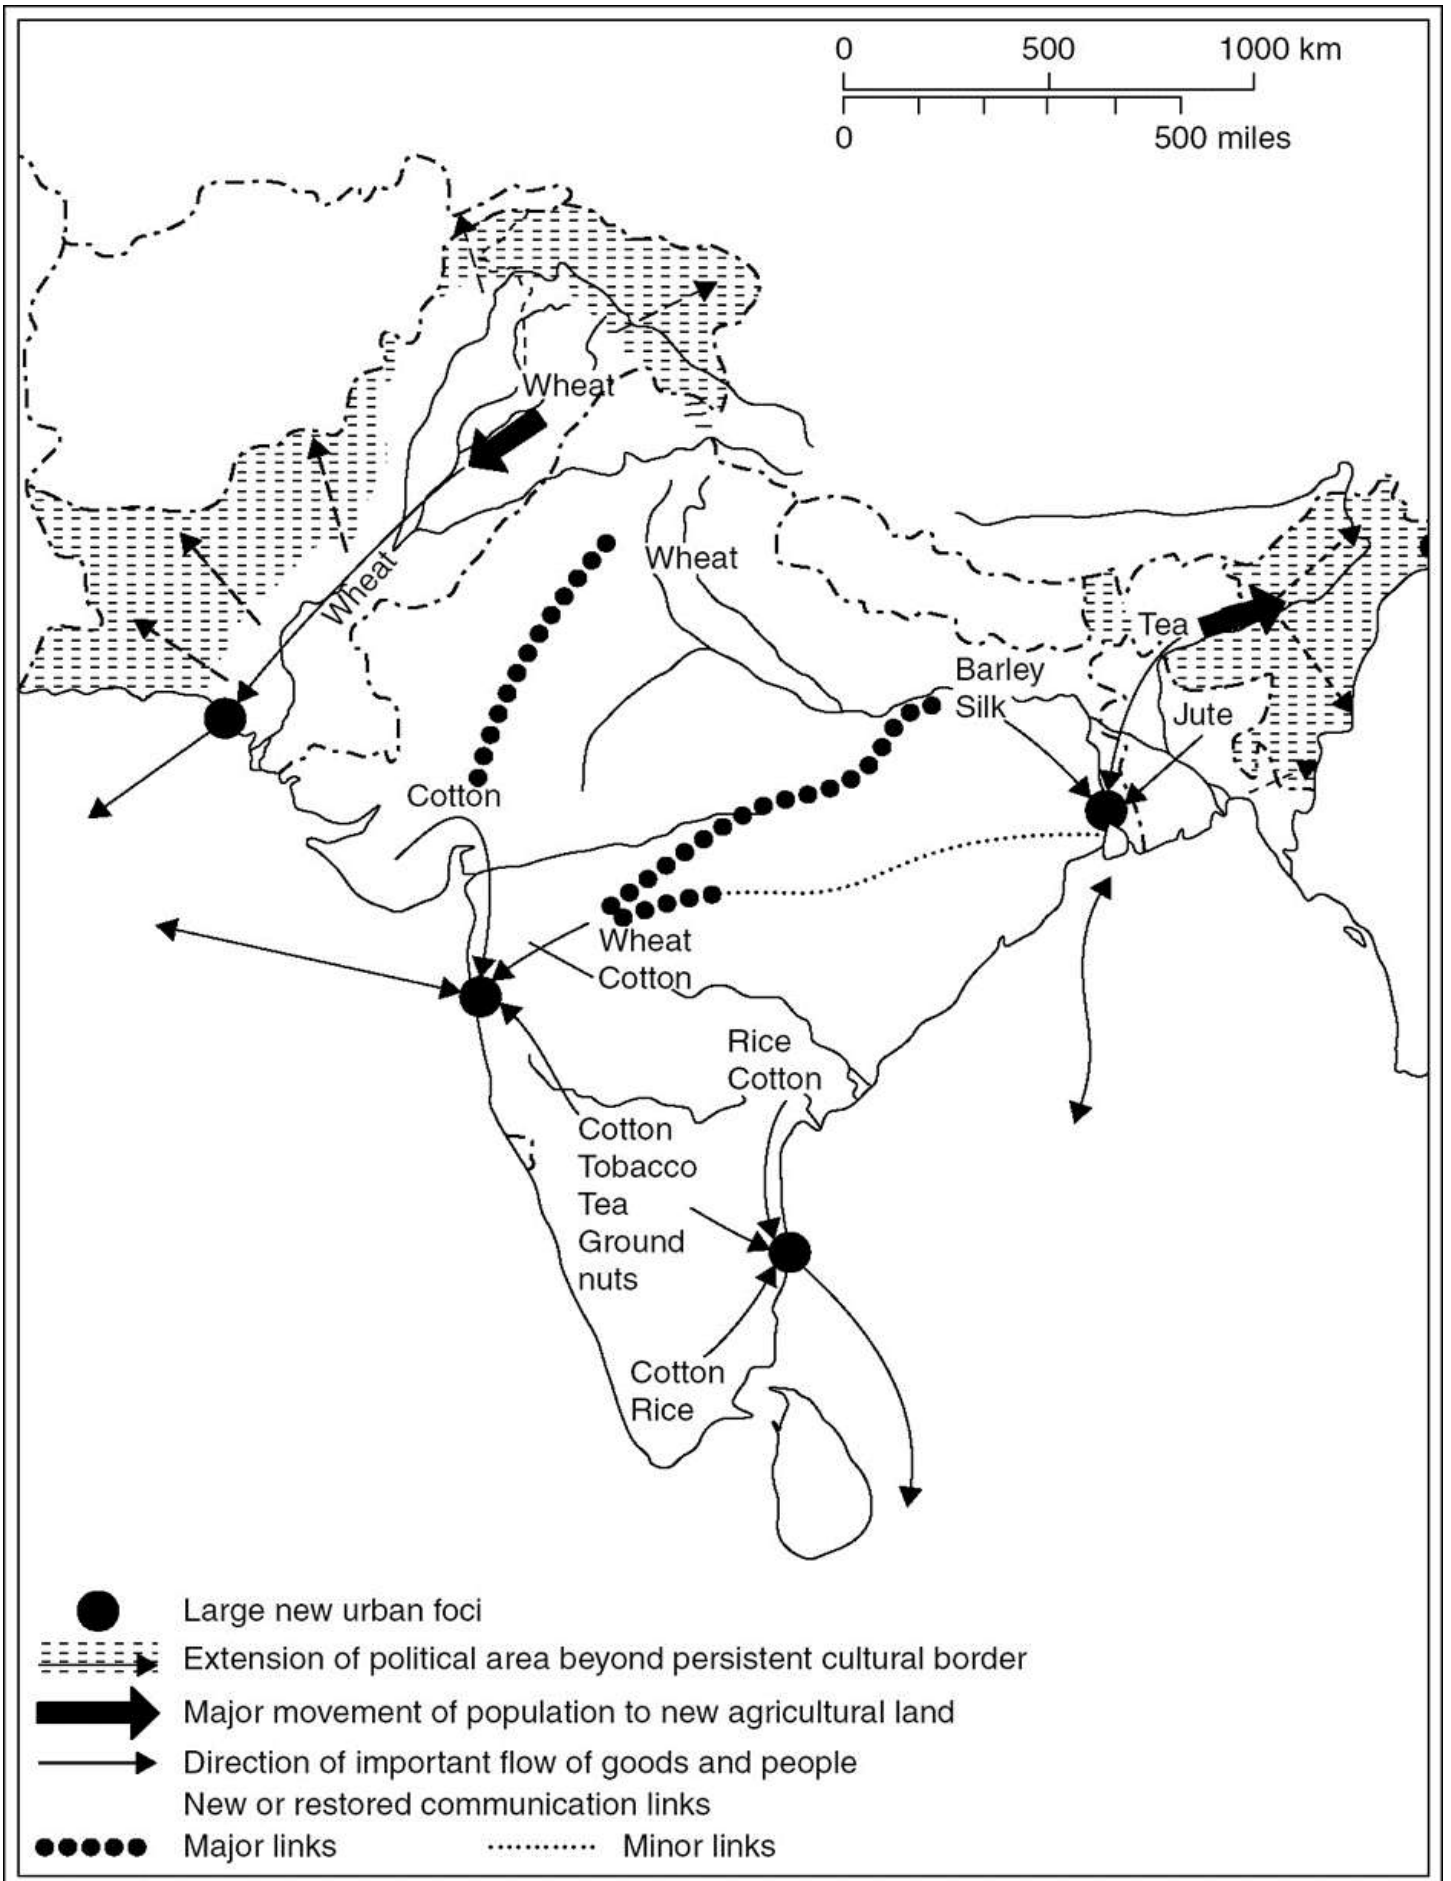 0 500 1000 km
0 500 miles
Wheat
Wheat
Wheat
Tea
Barley
Silk
Jute
Cotton
Wheat
Cotton
Rice
Cotton
Cotton
Tobacco
Tea
Ground
nuts
Cotton
Rice
Large new urban foci
Extension of political area beyond persistent cultural border
Major movement of population to new agricultural land
Direction of important flow of goods and people
New or restored communication links
Major links Minor links